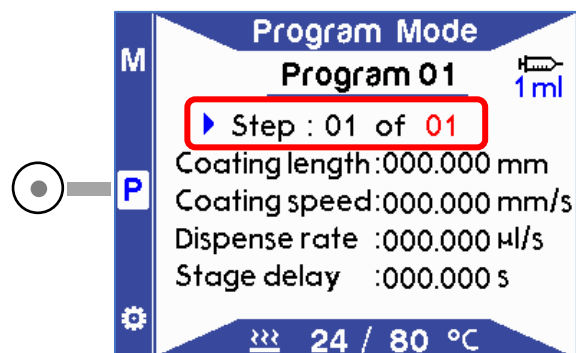 Program Mode
M
Program 01
1 ml
Step : 01 of 01
Coating length :000.000 mm
P
Coating speed :000.000 mm/s
Dispense rate :000.000 µl/s
Stage delay :000.000 s
24 / 80 °C